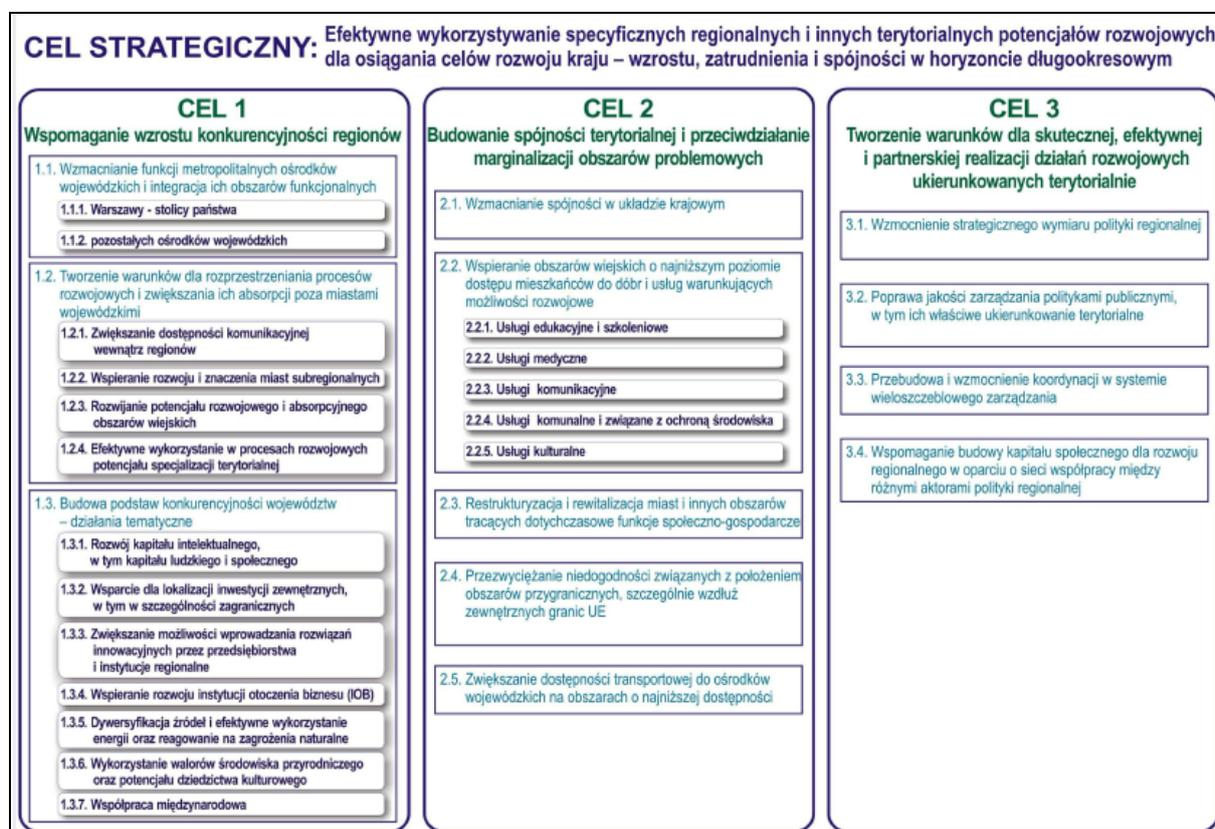 CEL STRATEGICZNY: Efektywne wykorzystywanie specyficznych regionalnych i innych terytorialnych potencjałów rozwojowych
dla osiągania celów rozwoju kraju – wzrostu, zatrudnienia i spójności w horyzoncie długookresowym
CEL 1
Wspomaganie wzrostu konkurencyjności regionów
1.1. Wzmacnianie funkcji metropolitalnych ośrodków
wojewódzkich i integracja ich obszarów funkcjonalnych
1.1.1. Warszawy - stolicy państwa
1.1.2. pozostałych ośrodków wojewódzkich
1.2. Tworzenie warunków dla rozprzestrzeniania procesów
rozwojowych i zwiększania ich absorpcji poza miastami
wojewódzkimi
1.2.1. Zwiększanie dostępności komunikacyjnej
wewnątrz regionów
1.2.2. Wspieranie rozwoju i znaczenia miast subregionalnych
1.2.3. Rozwijanie potencjału rozwojowego i absorpcyjnego
obszarów wiejskich
1.2.4. Efektywne wykorzystanie w procesach rozwojowych
potencjału specjalizacji terytorialnej
1.3. Budowa podstaw konkurencyjności województw
– działania tematyczne
1.3.1. Rozwój kapitału intelektualnego,
w tym kapitału ludzkiego i społecznego
1.3.2. Wsparcie dla lokalizacji inwestycji zewnętrznych,
w tym w szczególności zagranicznych
1.3.3. Zwiększanie możliwości wprowadzania rozwiązań
innowacyjnych przez przedsiębiorstwa
i instytucje regionalne
1.3.4. Wspieranie rozwoju instytucji otoczenia biznesu (IOB)
1.3.5. Dywersyfikacja źródeł i efektywne wykorzystanie
energii oraz reagowanie na zagrożenia naturalne
1.3.6. Wykorzystanie walorów środowiska przyrodniczego
oraz potencjału dziedzictwa kulturowego
1.3.7. Współpraca międzynarodowa
CEL 2
Budowanie spójności terytorialnej i przeciwdziałanie
marginalizacji obszarów problemowych
2.1. Wzmacnianie spójności w układzie krajowym
2.2. Wspieranie obszarów wiejskich o najniższym poziomie
dostępu mieszkańców do dóbr i usług warunkujących
możliwości rozwojowe
2.2.1. Usługi edukacyjne i szkoleniowe
2.2.2. Usługi medyczne
2.2.3. Usługi komunikacyjne
2.2.4. Usługi komunalne i związane z ochroną środowiska
2.2.5. Usługi kulturalne
2.3. Restrukturyzacja i rewitalizacja miast i innych obszarów
tracących dotychczasowe funkcje społeczno-gospodarcze
2.4. Przezwyciężanie niedogodności związanych z położeniem
obszarów przygranicznych, szczególnie wzdłuż
zewnętrznych granic UE
2.5. Zwiększanie dostępności transportowej do ośrodków
wojewódzkich na obszarach o najniższej dostępności
CEL 3
Tworzenie warunków dla skutecznej, efektywnej
i partnerskiej realizacji działań rozwojowych
ukierunkowanych terytorialnie
3.1. Wzmocnienie strategicznego wymiaru polityki regionalnej
3.2. Poprawa jakości zarządzania politykami publicznymi,
w tym ich właściwe ukierunkowanie terytorialne
3.3. Przebudowa i wzmocnienie koordynacji w systemie
wieloszczeblowego zarządzania
3.4. Wspomaganie budowy kapitału społecznego dla rozwoju
regionalnego w oparciu o sieci współpracy między
różnymi aktorami polityki regionalnej